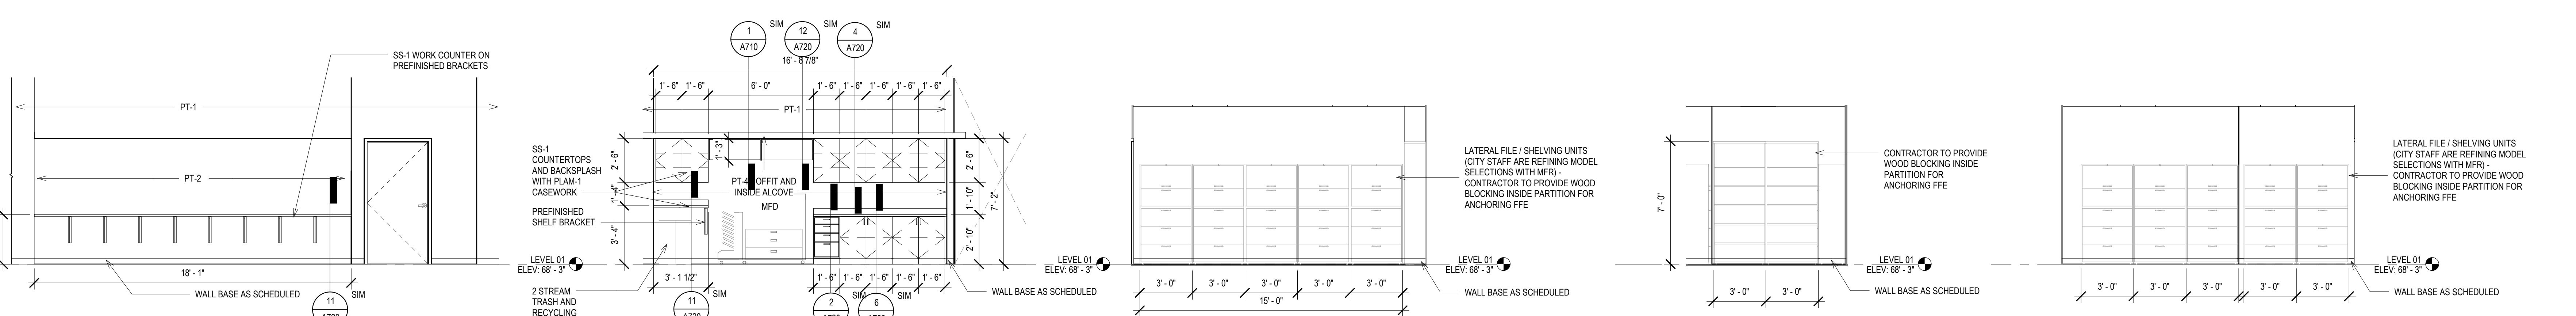 SS-1 WORK COUNTER ON
PREFINISHED BRACKETS
PT-1
PT-2
18' - 1"
WALL BASE AS SCHEDULED
11
SIM
1
A710
SIM
12
A720
SIM
4
A720
SIM
16' - 8 7/8"
1' - 6"
1' - 6"
6' - 0"
1' - 6"
1' - 6"
1' - 6"
1' - 6"
1' - 6"
PT-1
SS-1
COUNTERTOPS
AND BACKSPLASH
WITH PLAM-1
CASEWORK
PREFINISHED
SHELF BRACKET
2' - 6"
1' - 4"
3' - 4"
1' - 3"
OFFIT AND
INSIDE ALCOVE
MFD
2' - 6"
1' - 10"
2' - 10"
7' - 2"
LEVEL 01
ELEV: 68' - 3"
3' - 1 1/2"
1' - 6"
1' - 6"
1' - 6"
1' - 6"
1' - 6"
2 STREAM
TRASH AND
RECYCLING
11
SIM
2
SIM
6
SIM
WALL BASE AS SCHEDULED
LEVEL 01
ELEV: 68' - 3"
LATERAL FILE / SHELVING UNITS
(CITY STAFF ARE REFINING MODEL
SELECTIONS WITH MFR) -
CONTRACTOR TO PROVIDE WOOD
BLOCKING INSIDE PARTITION FOR
ANCHORING FFE
3' - 0"
3' - 0"
3' - 0"
3' - 0"
3' - 0"
15' - 0"
LEVEL 01
ELEV: 68' - 3"
WALL BASE AS SCHEDULED
7' - 0"
CONTRACTOR TO PROVIDE
WOOD BLOCKING INSIDE
PARTITION FOR
ANCHORING FFE
3' - 0"
3' - 0"
LEVEL 01
ELEV: 68' - 3"
WALL BASE AS SCHEDULED
LATERAL FILE / SHELVING UNITS
(CITY STAFF ARE REFINING MODEL
SELECTIONS WITH MFR) -
CONTRACTOR TO PROVIDE WOOD
BLOCKING INSIDE PARTITION FOR
ANCHORING FFE
3' - 0"
3' - 0"
3' - 0"
3' - 0"
3' - 0"
LEVEL 01
ELEV: 68' - 3"
WALL BASE AS SCHEDULED